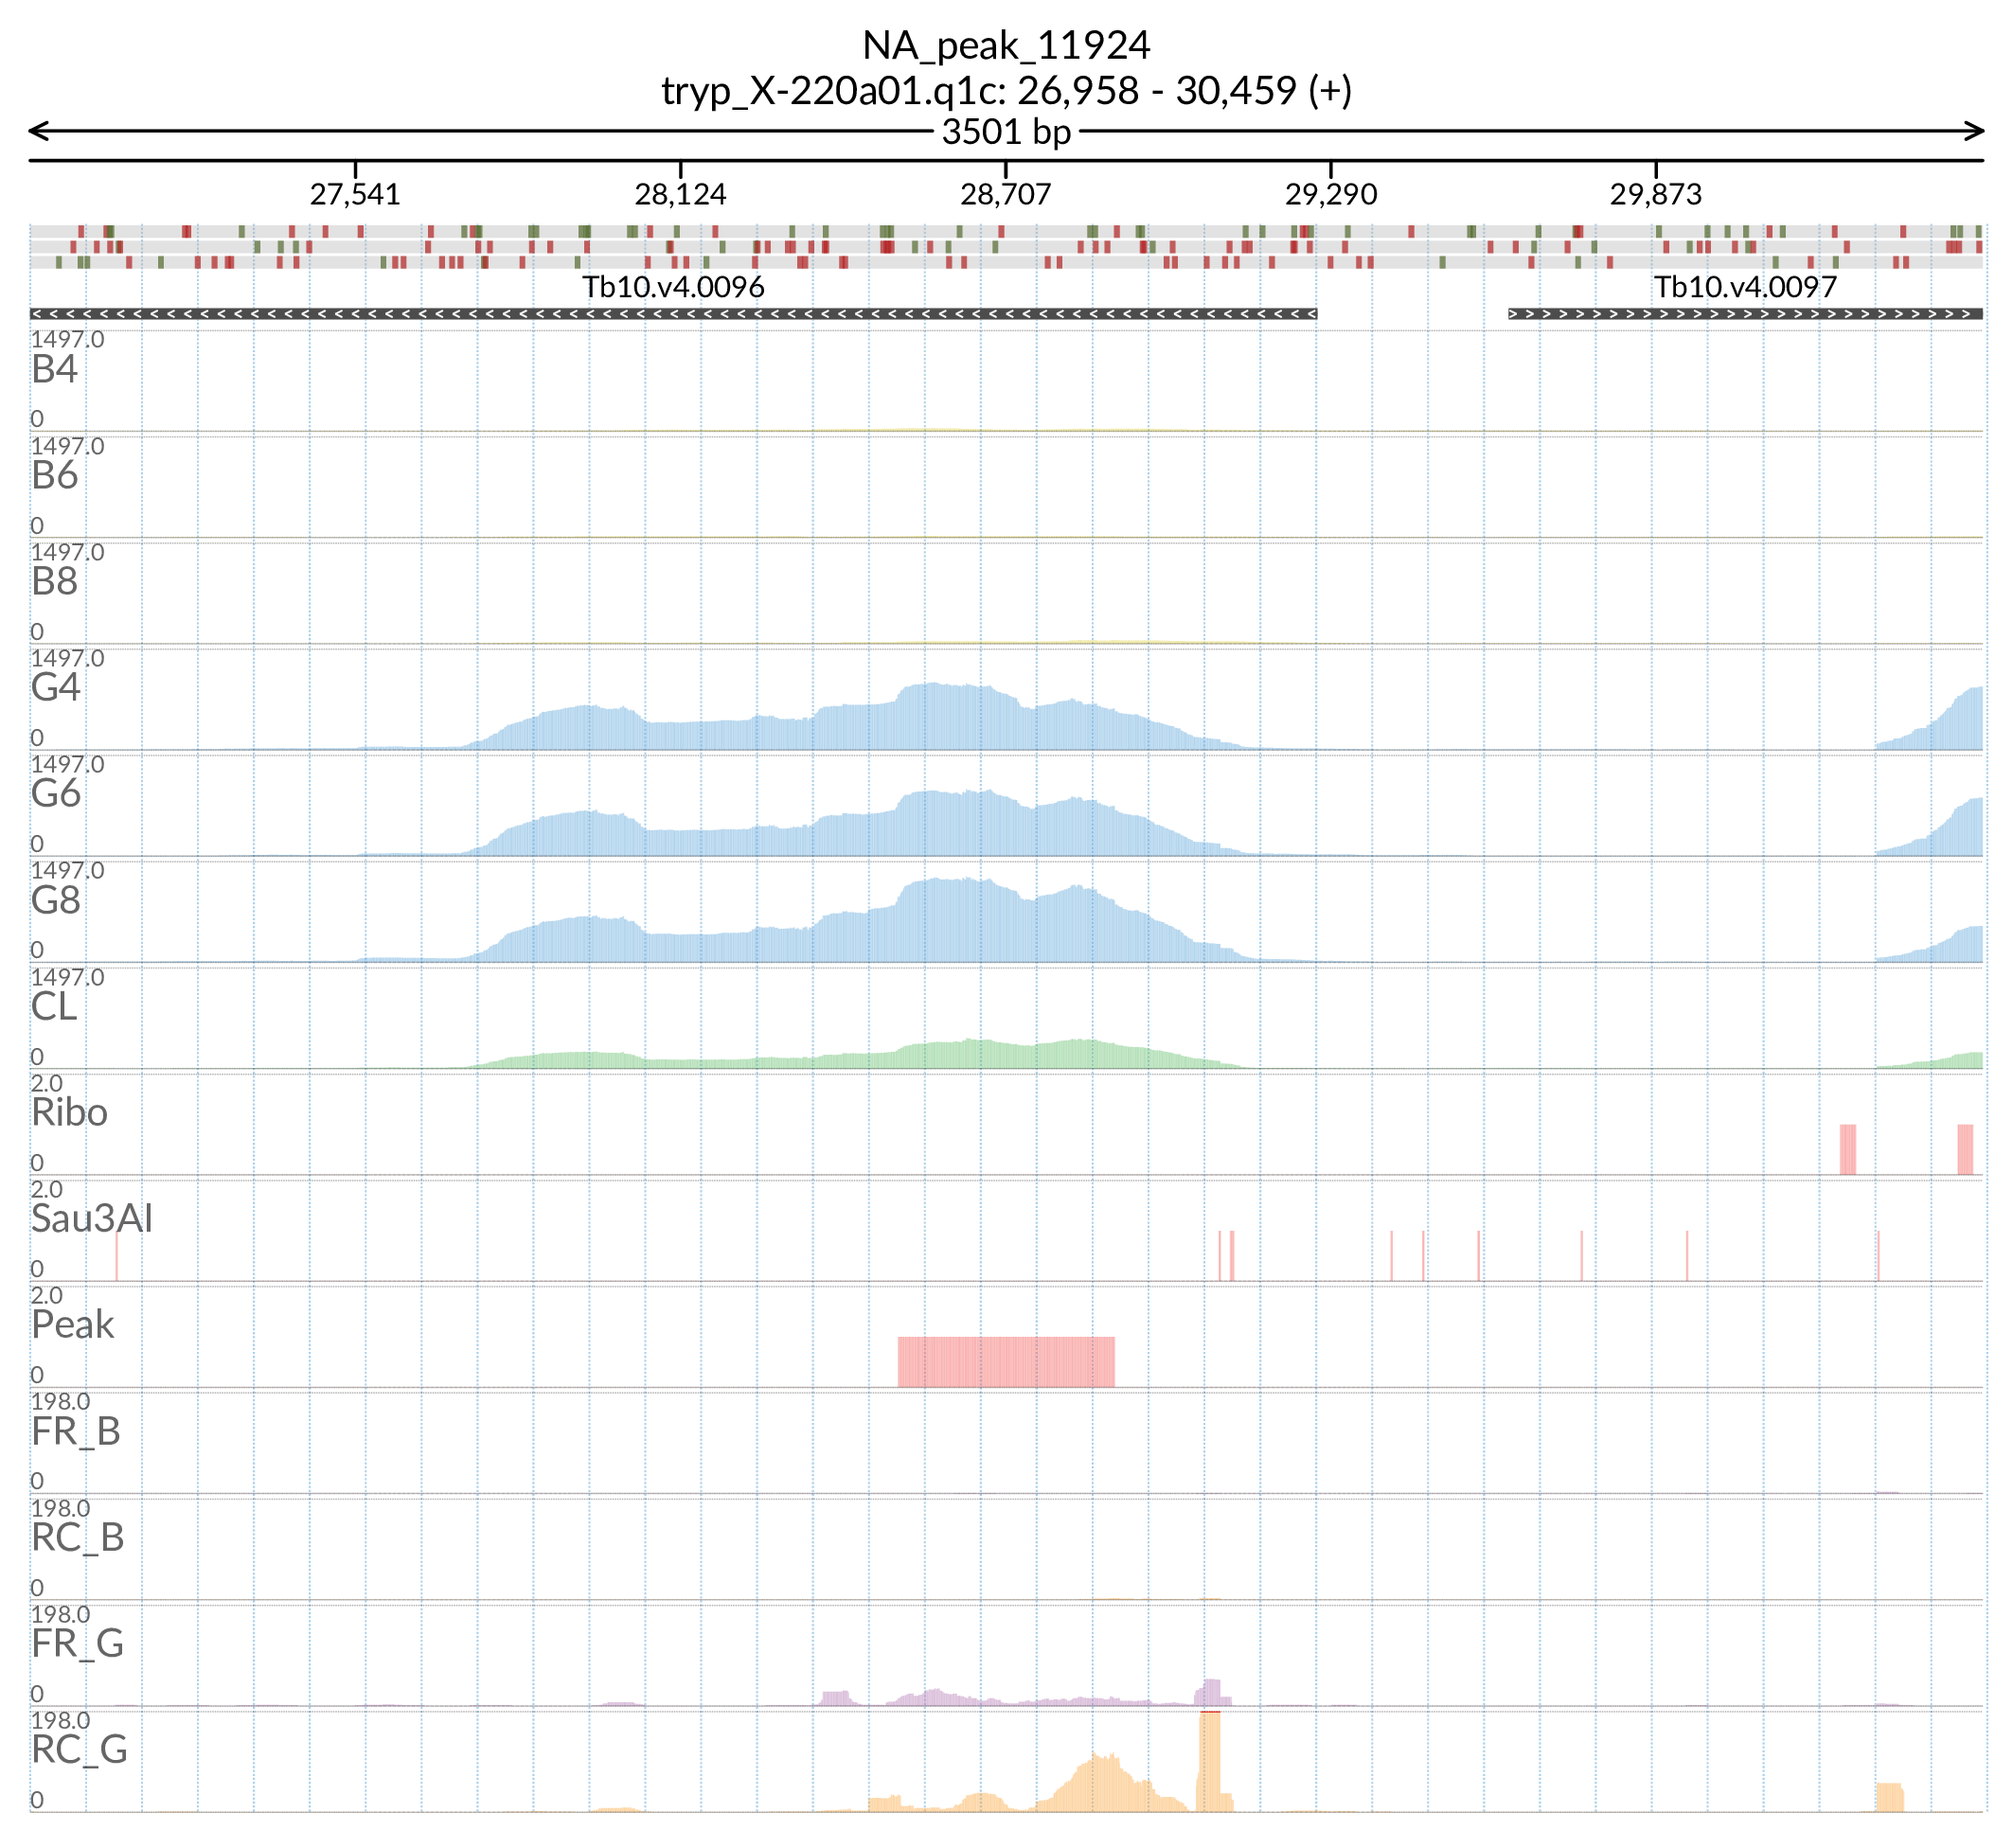 NA_peak_11924
tryp_X-220a01.q1c: 26,958 - 30,459 (+)
3501 bp
27,541 28,124 28,707 29,290 29,873
Tb10.v4.0096 Tb10.v4.0097
1497.0
B4
0
1497.0
B6
0
1497.0
B8
0
1497.0
G4
0
1497.0
G6
0
1497.0
G8
0
1497.0
CL
0
2.0
Ribo
0
2.0
Sau3AI
0
2.0
Peak
0
198.0
FR_B
0
198.0
RC_B
0
198.0
FR_G
0
198.0
RC_G
0